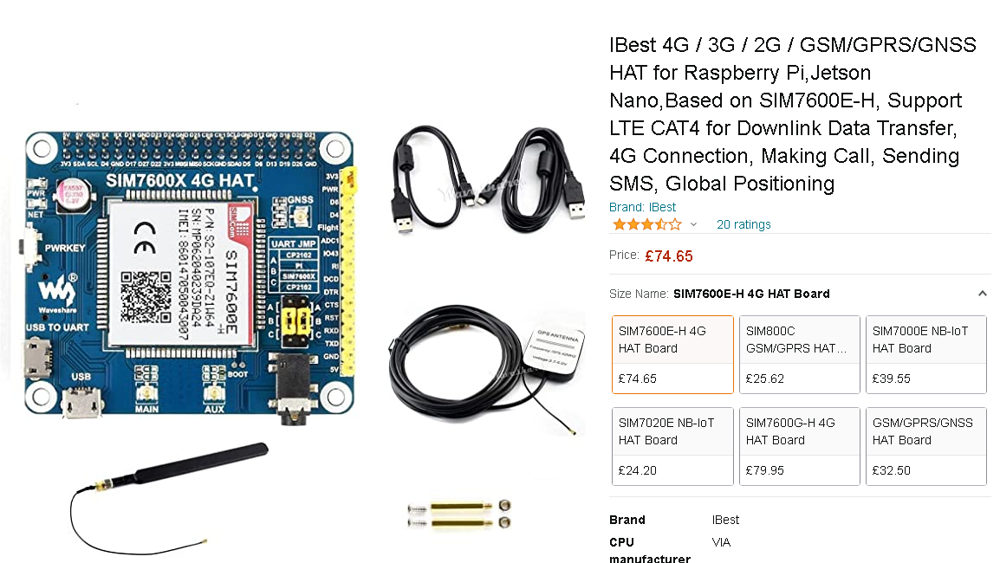 IBest 4G / 3G / 2G / GSM/GPRS/GNSS
HAT for Raspberry Pi,Jetson
Nano,Based on SIM7600E-H, Support
LTE CAT4 for Downlink Data Transfer,
4G Connection, Making Call, Sending
SMS, Global Positioning
Brand: IBest
20 ratings
Price: £74.65
Size Name: SIM7600E-H 4G HAT Board
SIM7600E-H 4G
HAT Board
£74.65
SIM800C
GSM/GPRS HAT...
£25.62
SIM7000E NB-IoT
HAT Board
£39.55
SIM7020E NB-IoT
HAT Board
£24.20
SIM7600G-H 4G
HAT Board
£79.95
GSM/GPRS/GNSS
HAT Board
£32.50
Brand IBest
CPU VIA
manufacturer
SIM7600X 4G HAT
3V3
PWR
D6
D4
Flight
ADC1
IO43
RI
DCD
DTR
CTS
RST
RXD
TXD
GND
5V
PWR
NET
PWRKEY
Waveshare
USB TO UART
USB
MAIN
AUX
BOOT
GNSS
UART JMP
A CP2102
B PI
SIM7600X
C CP2102
A A
B B
C C
SIMCom
SIM7600E
-H
P/N: S2-107EQ-Z1W64
SN: MP062040239DA24
IMEI: 860147050043007
CE
GPS ANTENNA